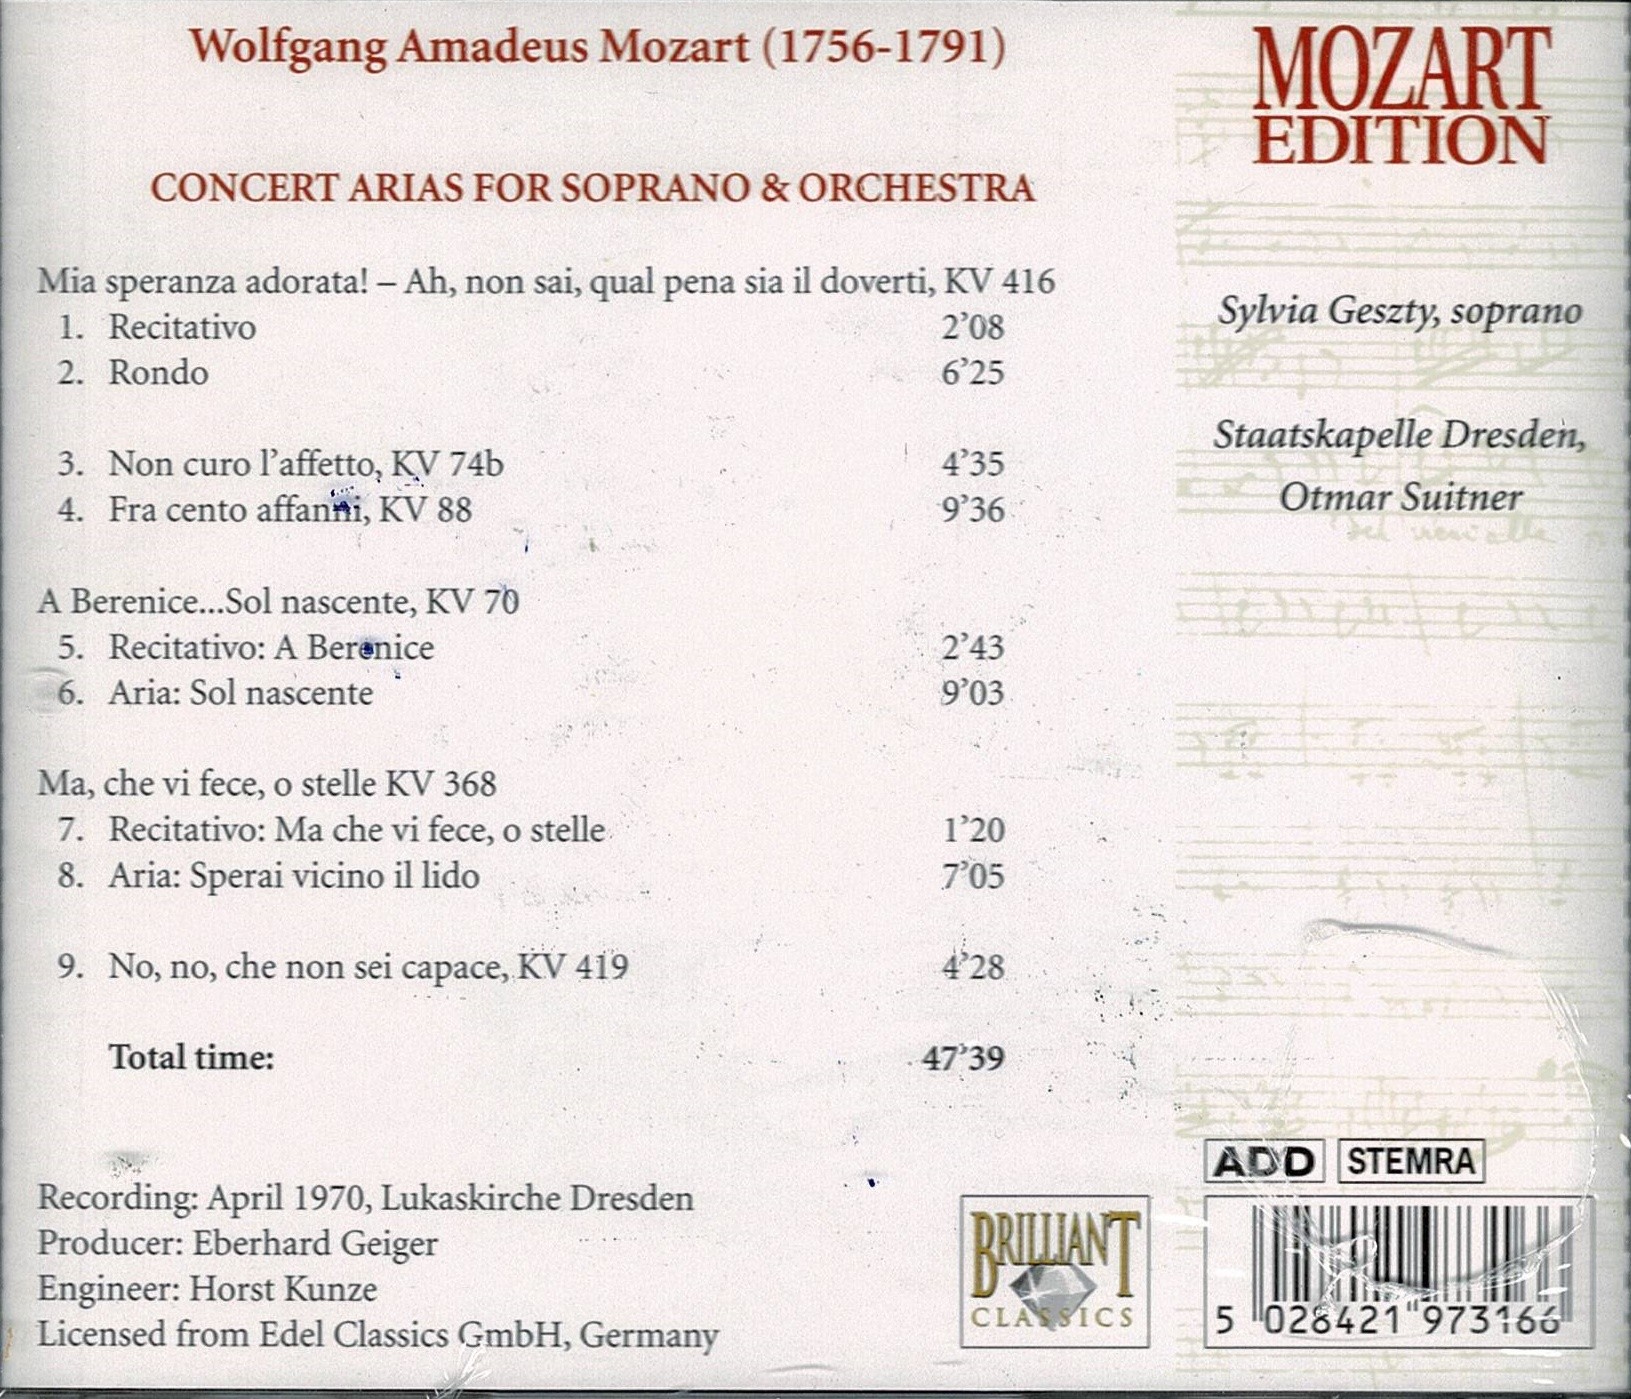 Wolfgang Amadeus Mozart (1756-1791)
CONCERT ARIAS FOR SOPRANO & ORCHESTRA
Mia speranza adorata! – Ah, non sai, qual pena sia il doverti, KV 416
1. Recitativo 2’08
2. Rondo 6’25
3. Non curo l’affetto, KV 74b 4’35
4. Fra cento affanni, KV 88 9’36
A Berenice...Sol nascente, KV 70
5. Recitativo: A Berenice 2’43
6. Aria: Sol nascente 9’03
Ma, che vi fece, o stelle KV 368
7. Recitativo: Ma che vi fece, o stelle 1’20
8. Aria: Sperai vicino il lido 7’05
9. No, no, che non sei capace, KV 419 4’28
Total time: 47’39
Recording: April 1970, Lukaskirche Dresden
Producer: Eberhard Geiger
Engineer: Horst Kunze
Licensed from Edel Classics GmbH, Germany
MOZART
EDITION
Sylvia Geszty, soprano
Staatskapelle Dresden,
Otmar Suitner
BRILLIANT
CLASSICS
ADD STEMRA
5 028421 973166